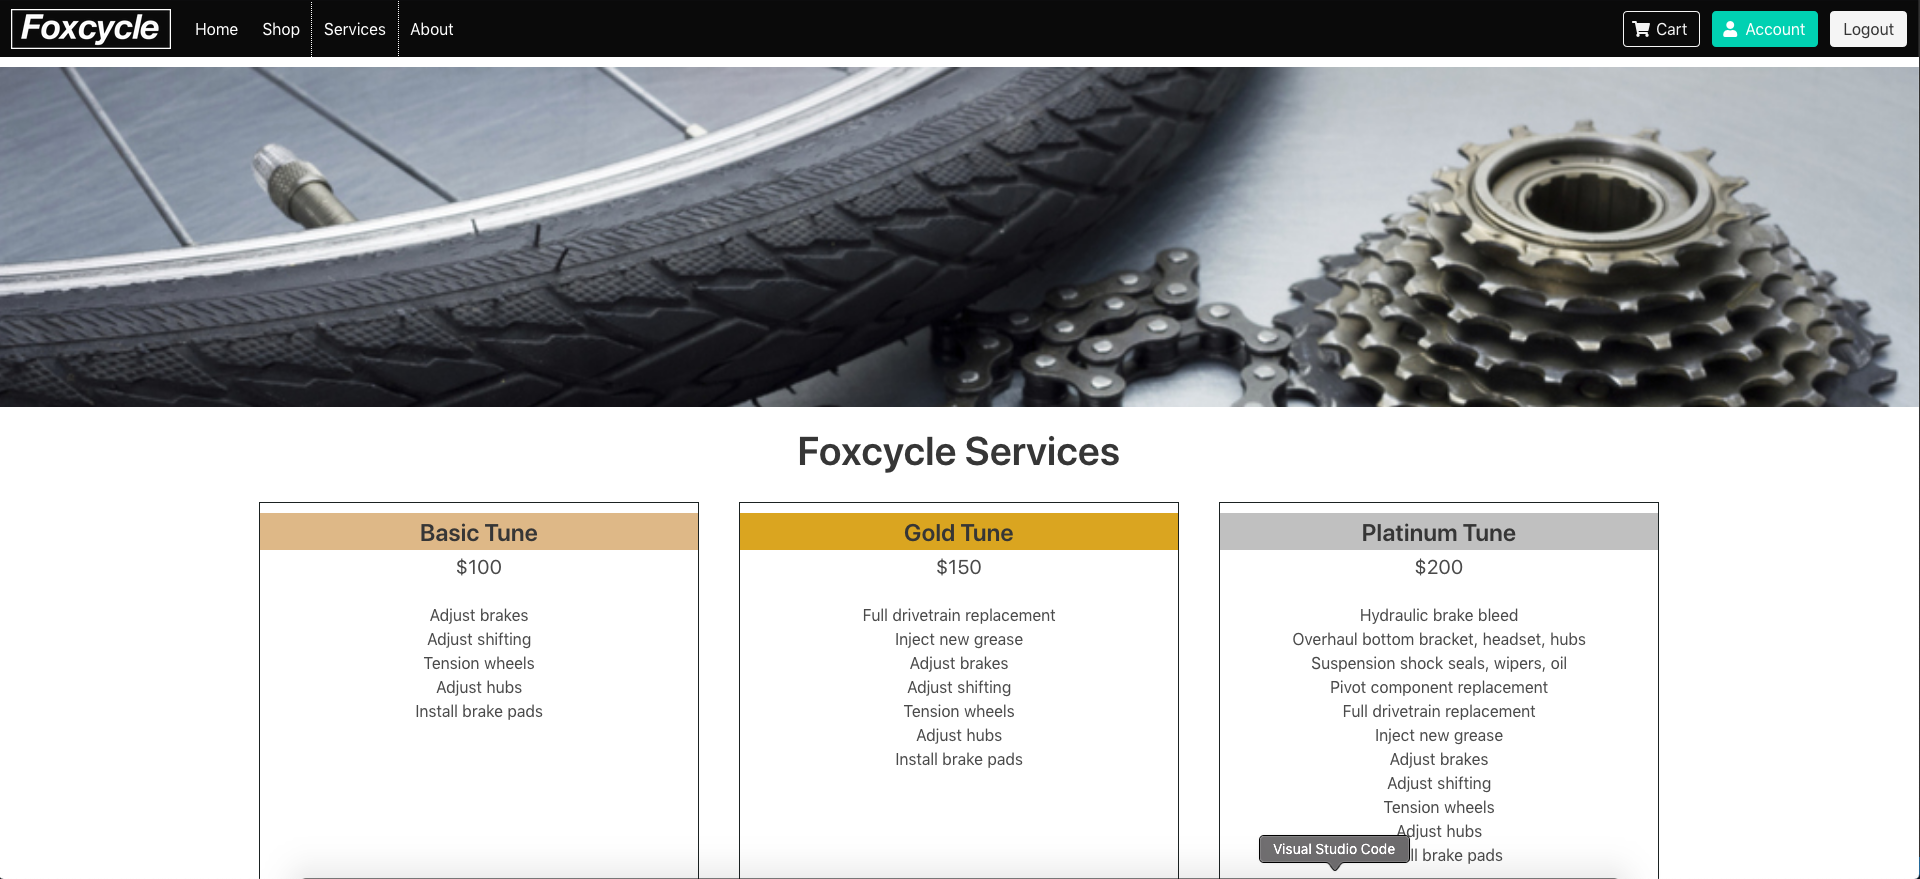 Foxcycle Home Shop Services About Cart Account Logout
Foxcycle Services
Basic Tune
$100
Adjust brakes
Adjust shifting
Tension wheels
Adjust hubs
Install brake pads
Gold Tune
$150
Full drivetrain replacement
Inject new grease
Adjust brakes
Adjust shifting
Tension wheels
Adjust hubs
Install brake pads
Platinum Tune
$200
Hydraulic brake bleed
Overhaul bottom bracket, headset, hubs
Suspension shock seals, wipers, oil
Pivot component replacement
Full drivetrain replacement
Inject new grease
Adjust brakes
Adjust shifting
Tension wheels
Adjust hubs
brake pads
Visual Studio Code